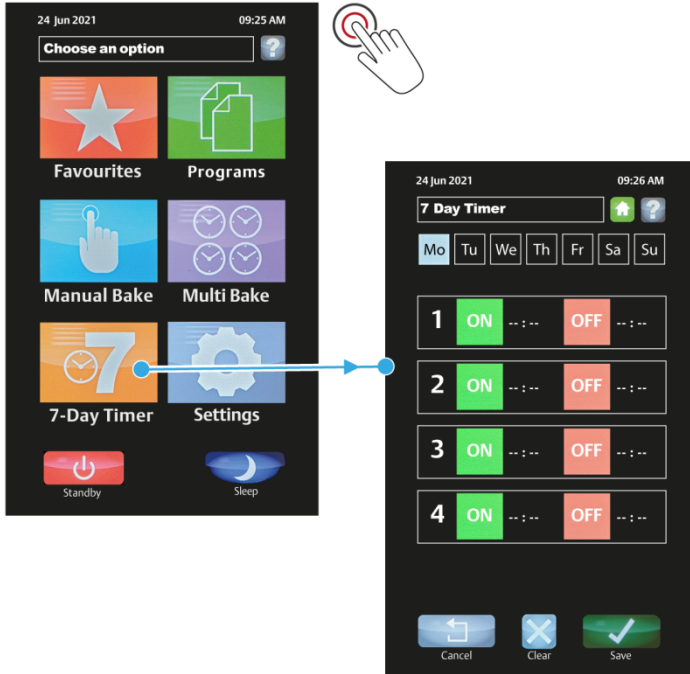 24 Jun 2021 09:25 AM
Choose an option ?
Favourites Programs
Manual Bake Multi Bake
7
7-Day Timer Settings
Standby Sleep
24 Jun 2021 09:26 AM
7 Day Timer ?
Mo Tu We Th Fr Sa Su
1 ON --:-- OFF --:--
2 ON --:-- OFF --:--
3 ON --:-- OFF --:--
4 ON --:-- OFF --:--
Cancel Clear Save